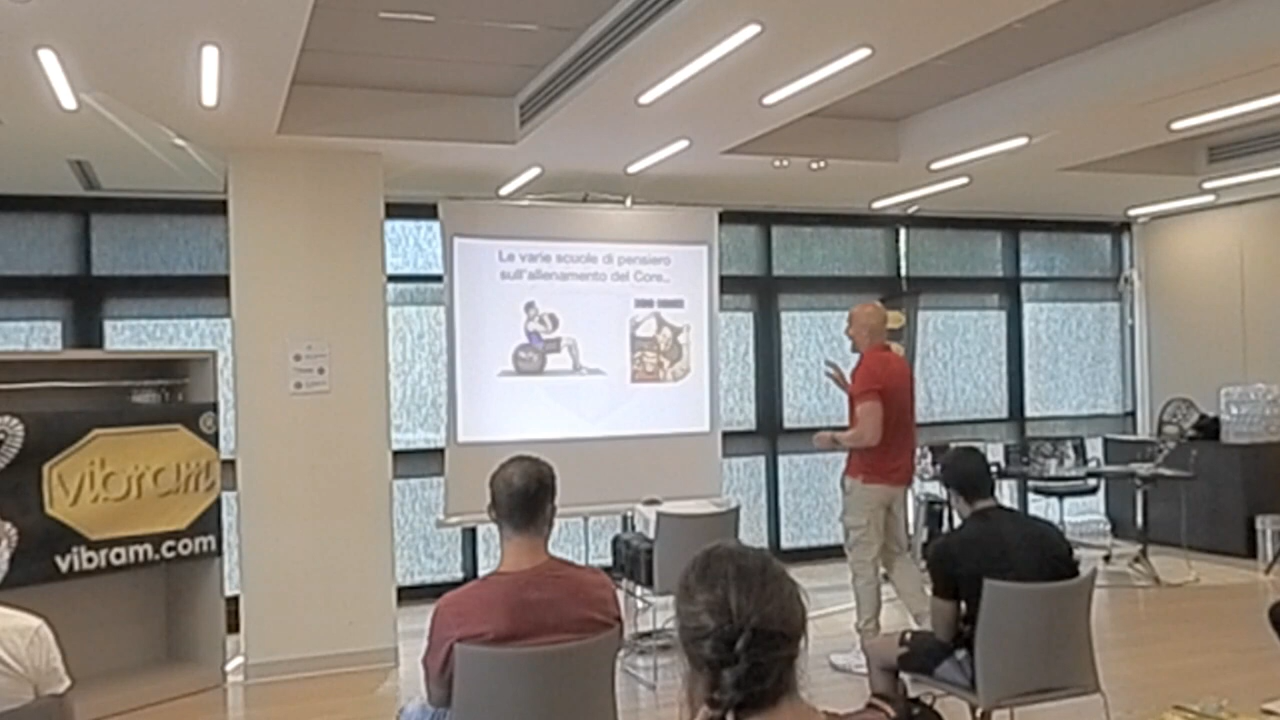 Le varie scuole di pensiero
sull'allenamento del Core..
vibram
vibram.com